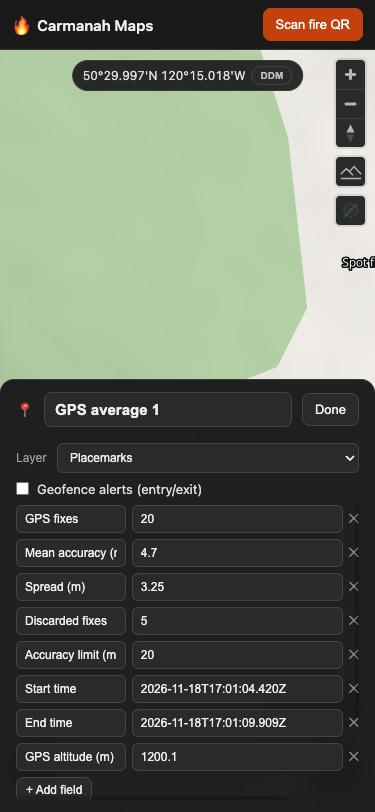 Carmanah Maps
Scan fire QR
50°29.997'N 120°15.018'W DDM
Spot f
GPS average 1
Done
Layer
Placemarks
Geofence alerts (entry/exit)
GPS fixes 20
Mean accuracy (r 4.7
Spread (m) 3.25
Discarded fixes 5
Accuracy limit (m 20
Start time 2026-11-18T17:01:04.420Z
End time 2026-11-18T17:01:09.909Z
GPS altitude (m) 1200.1
+ Add field